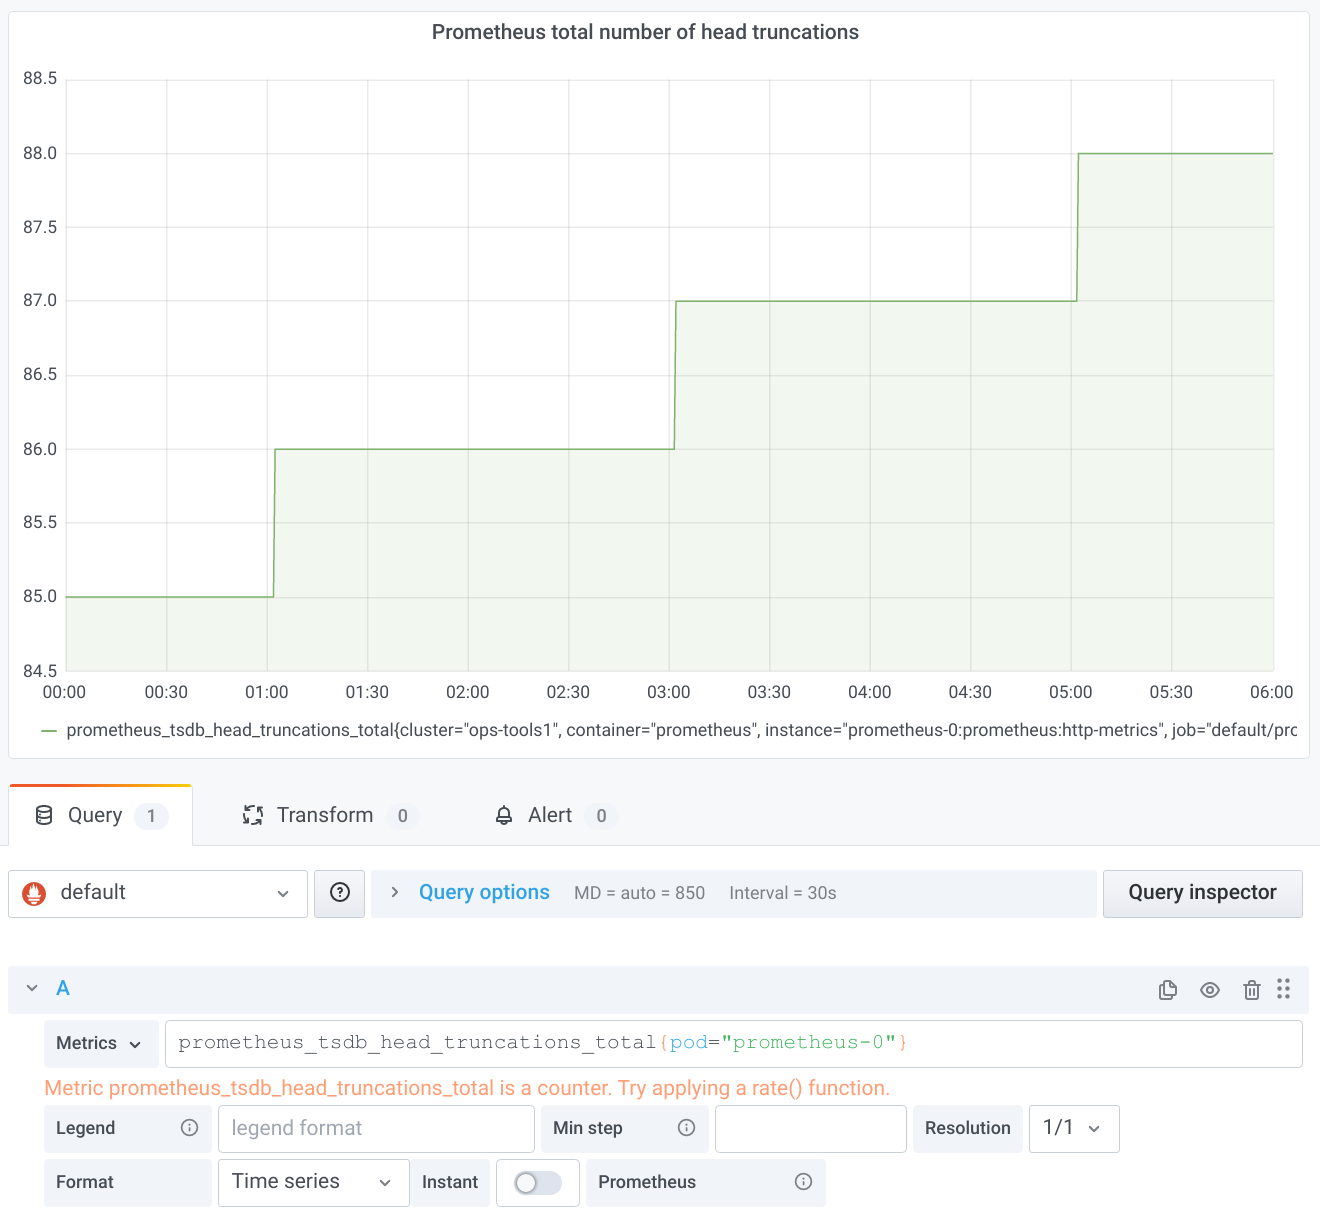 Prometheus total number of head truncations
88.5
88.0
87.5
87.0
86.5
86.0
85.5
85.0
84.5
00:00 00:30 01:00 01:30 02:00 02:30 03:00 03:30 04:00 04:30 05:00 05:30 06:00
prometheus_tsdb_head_truncations_total{cluster="ops-tools1", container="prometheus", instance="prometheus-0:prometheus:http-metrics", job="default/pro
Query 1 Transform 0 Alert 0
default Query options MD = auto = 850 Interval = 30s Query inspector
A
Metrics prometheus_tsdb_head_truncations_total{pod="prometheus-0"}
Metric prometheus_tsdb_head_truncations_total is a counter. Try applying a rate() function.
Legend legend format Min step Resolution 1/1
Format Time series Instant Prometheus